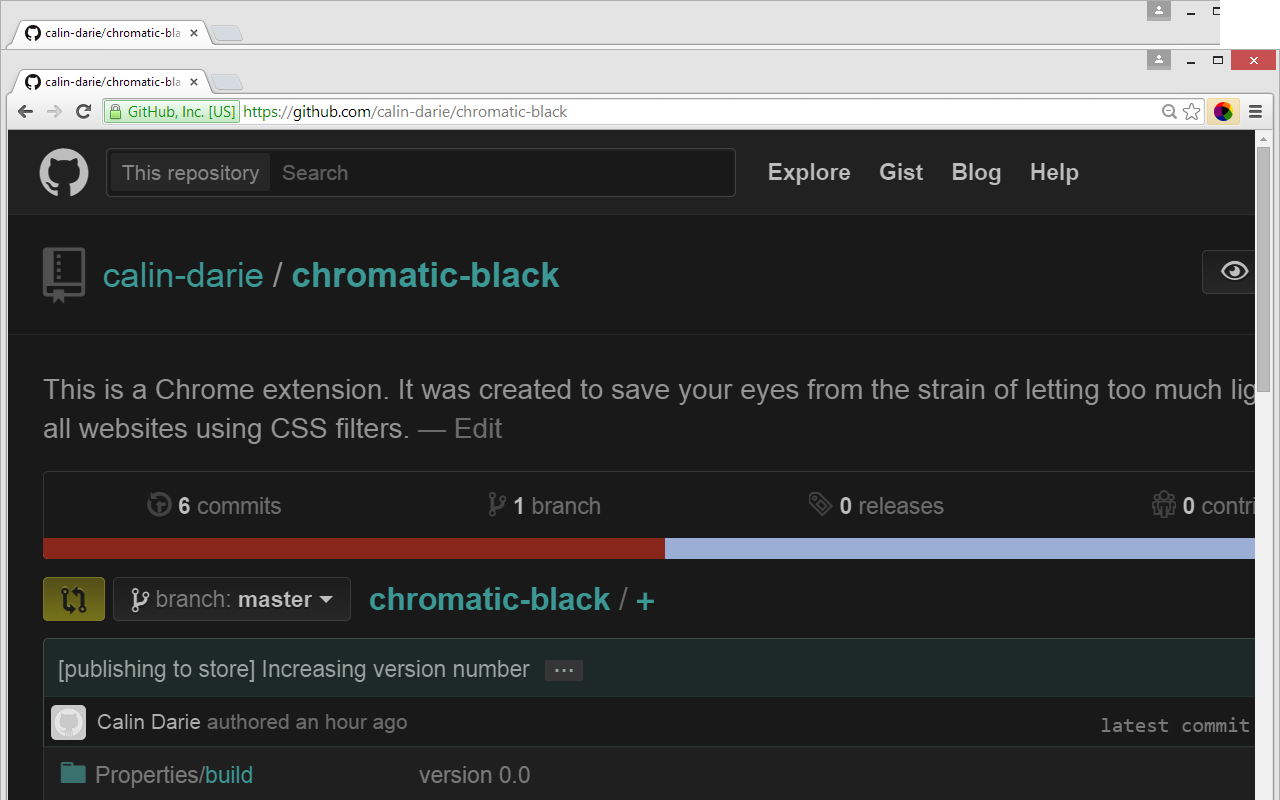 calin-darie/chromatic-bla
calin-darie/chromatic-bla
GitHub, Inc. [US] https://github.com/calin-darie/chromatic-black
This repository Search Explore Gist Blog Help
calin-darie / chromatic-black
This is a Chrome extension. It was created to save your eyes from the strain of letting too much lig
all websites using CSS filters. — Edit
6 commits 1 branch 0 releases 0 contri
branch: master chromatic-black / +
[publishing to store] Increasing version number ...
Calin Darie authored an hour ago latest commit
Properties/build version 0.0